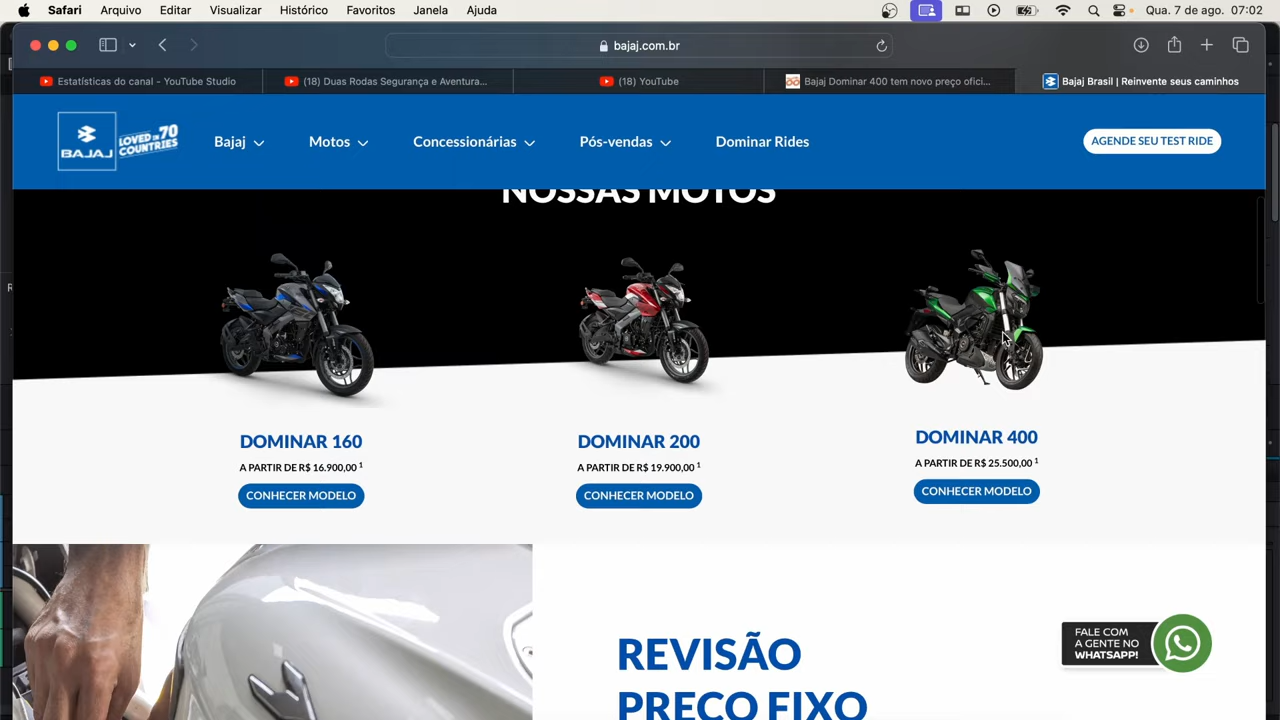 Safari Arquivo Editar Visualizar Histórico Favoritos Janela Ajuda Qua. 7 de ago. 07:02
bajaj.com.br
Estatísticas do canal - YouTube Studio
(18) Duas Rodas Segurança e Aventura...
(18) YouTube
Bajaj Dominar 400 tem novo preço ofici...
Bajaj Brasil | Reinvente seus caminhos
BAJAJ
LOVED IN 70
COUNTRIES
Bajaj Motos Concessionárias Pós-vendas Dominar Rides
AGENDE SEU TEST RIDE
NOSSAS MOTOS
DOMINAR 160
A PARTIR DE R$ 16.900,00 1
CONHECER MODELO
DOMINAR 200
A PARTIR DE R$ 19.900,00 1
CONHECER MODELO
DOMINAR 400
A PARTIR DE R$ 25.500,00 1
CONHECER MODELO
REVISÃO
PREÇO FIXO
FALE COM
A GENTE NO
WHATSAPP!